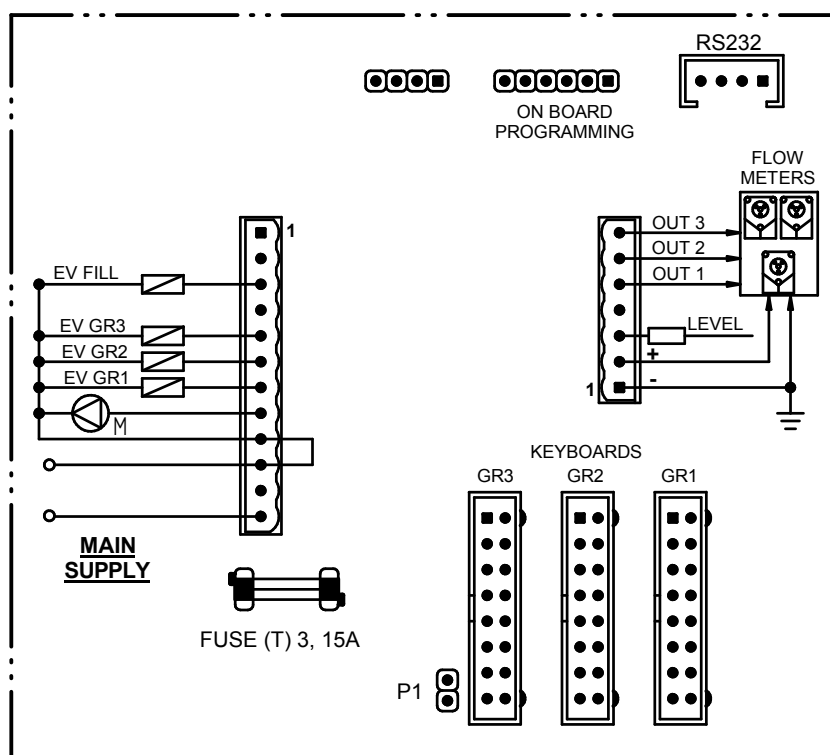 RS232
ON BOARD
PROGRAMMING
FLOW
METERS
1
OUT 3
OUT 2
OUT 1
EV FILL
LEVEL
EV GR3
EV GR2
+
EV GR1
-
1
M
KEYBOARDS
GR3 GR2 GR1
MAIN
SUPPLY
FUSE (T) 3, 15A
P1